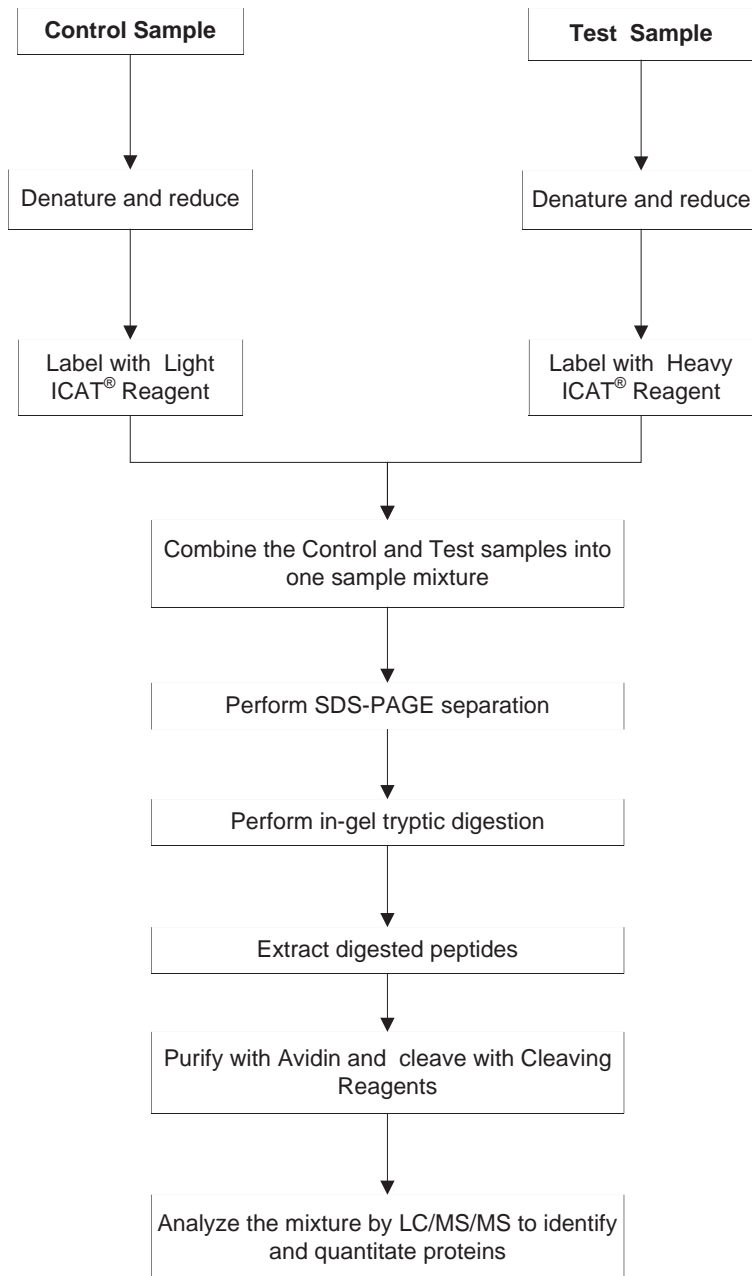 Control Sample
Test Sample
Denature and reduce
Denature and reduce
Label with Light
ICAT® Reagent
Label with Heavy
ICAT® Reagent
Combine the Control and Test samples into
one sample mixture
Perform SDS-PAGE separation
Perform in-gel tryptic digestion
Extract digested peptides
Purify with Avidin and cleave with Cleaving
Reagents
Analyze the mixture by LC/MS/MS to identify
and quantitate proteins